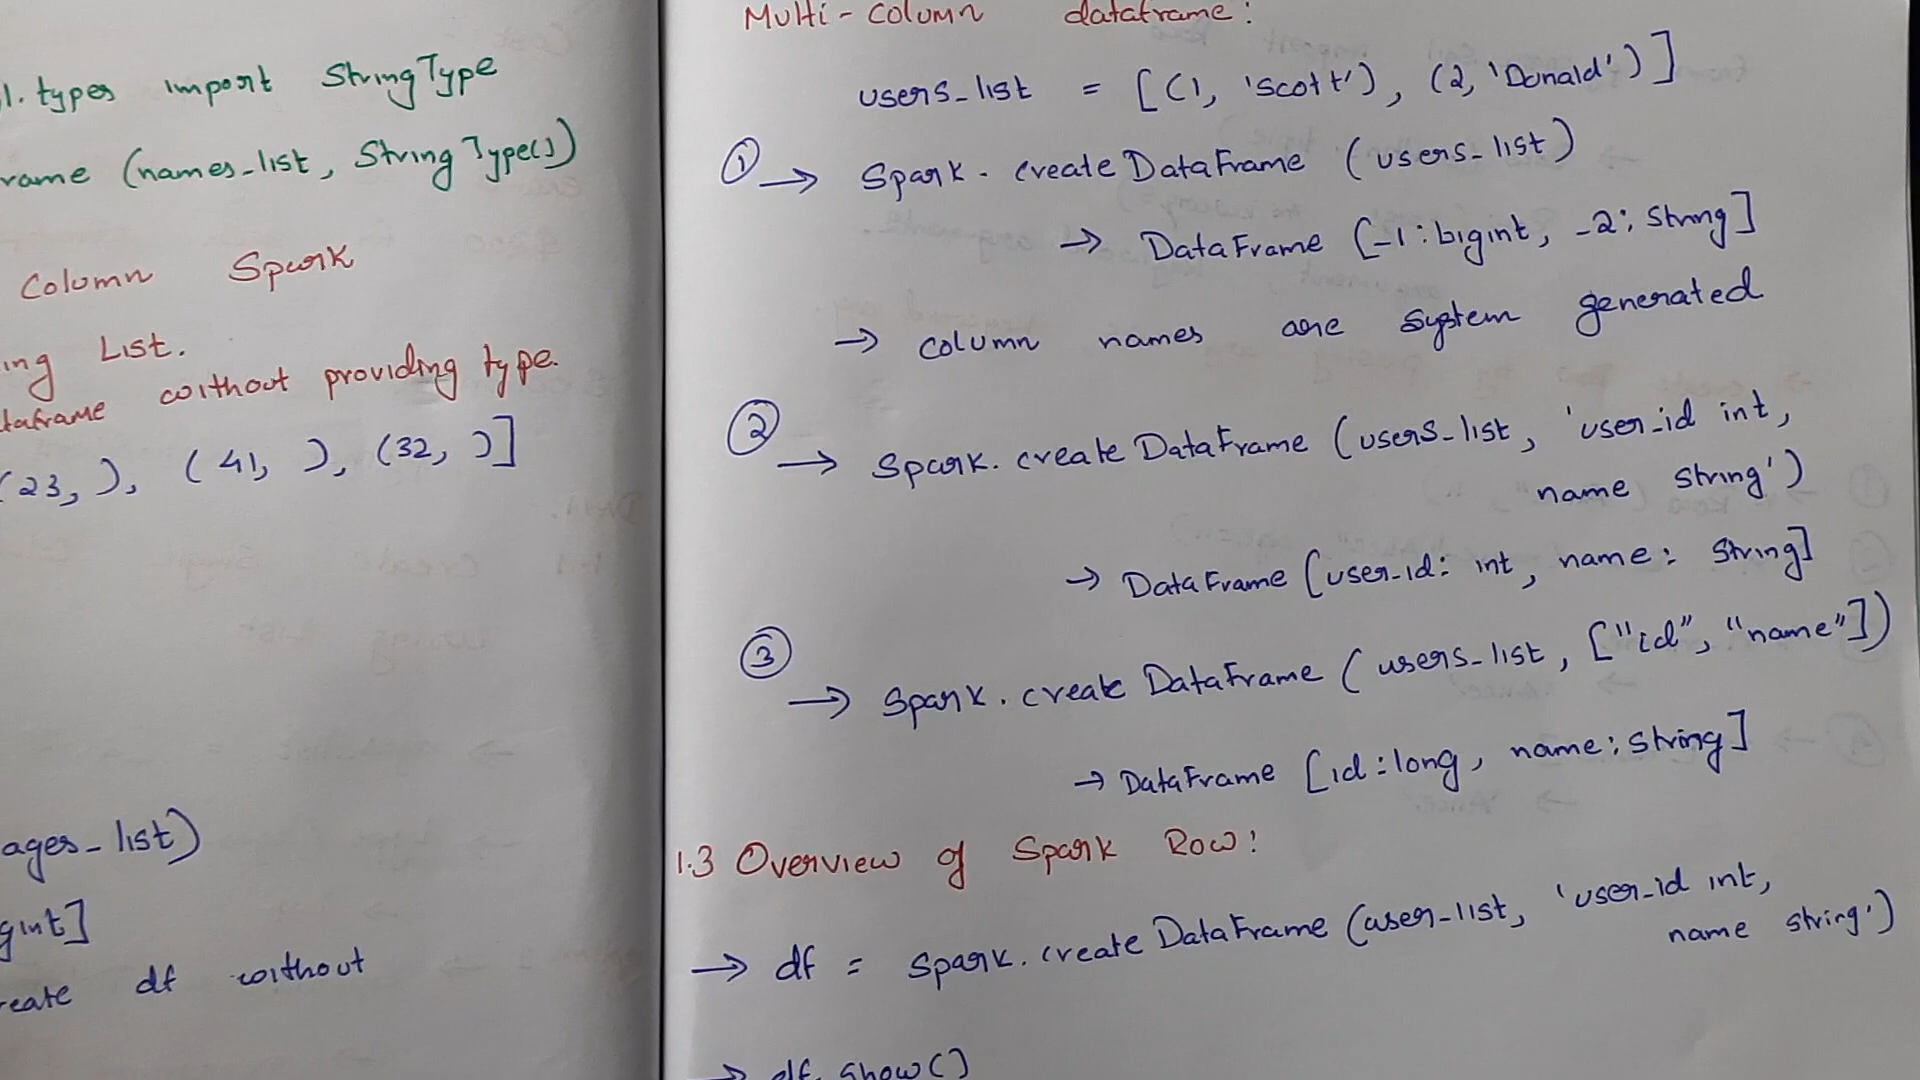 l. types import StringType
rame (names_list, StringType())
Column Spark
ing List.
taframe without providing type.
(23, ), (41, ), (32, )]
ages_list)
gint]
reate df without
Multi-column dataframe:
users_list = [(1, 'scott'), (2, 'Donald')]
① → Spark.createDataFrame (users_list)
→ DataFrame [_1: bigint, _2: string]
→ column names are system generated
② → Spark.createDataFrame (users_list, 'user_id int,
name string')
→ DataFrame [user_id: int, name: string]
③ → Spark.createDataFrame (users_list, ["id", "name"])
→ DataFrame [id: long, name: string]
1.3 Overview of Spark Row:
→ df = Spark.createDataFrame (user_list, 'user_id int,
name string')
→ df.show()